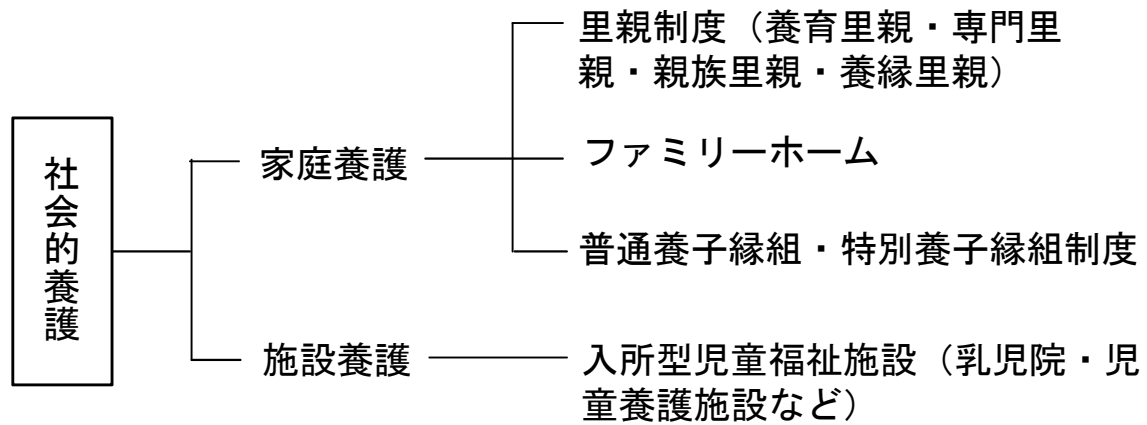 社会的養護
家庭養護
里親制度（養育里親・専門里
親・親族里親・養縁里親）
ファミリーホーム
普通養子縁組・特別養子縁組制度
施設養護
入所型児童福祉施設（乳児院・児
童養護施設など）